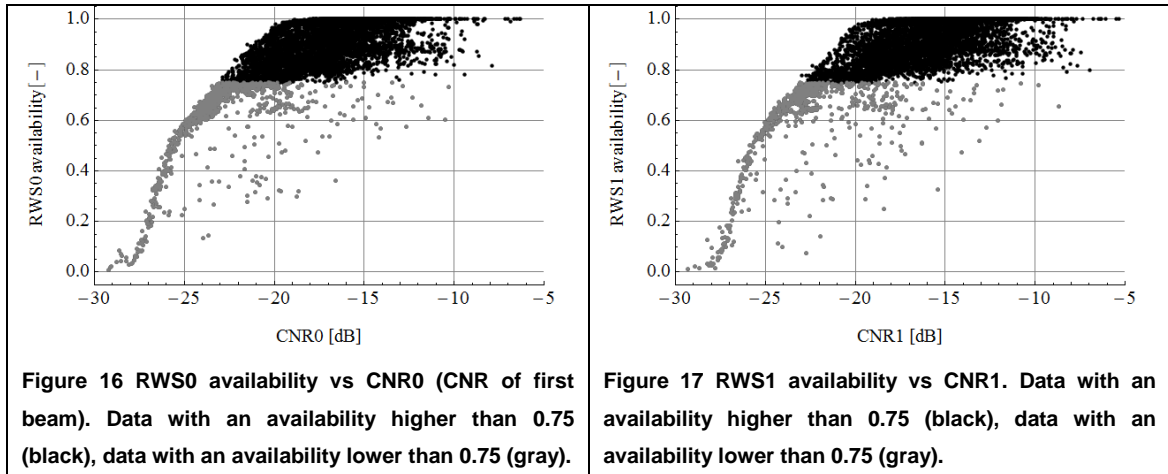 1.0
0.8
0.6
0.4
0.2
0.0
RWS0 availability [−]
−30 −25 −20 −15 −10 −5
CNR0 [dB]
Figure 16 RWS0 availability vs CNR0 (CNR of first
beam). Data with an availability higher than 0.75
(black), data with an availability lower than 0.75 (gray).
1.0
0.8
0.6
0.4
0.2
0.0
RWS1 availability [−]
−30 −25 −20 −15 −10 −5
CNR1 [dB]
Figure 17 RWS1 availability vs CNR1. Data with an
availability higher than 0.75 (black), data with an
availability lower than 0.75 (gray).